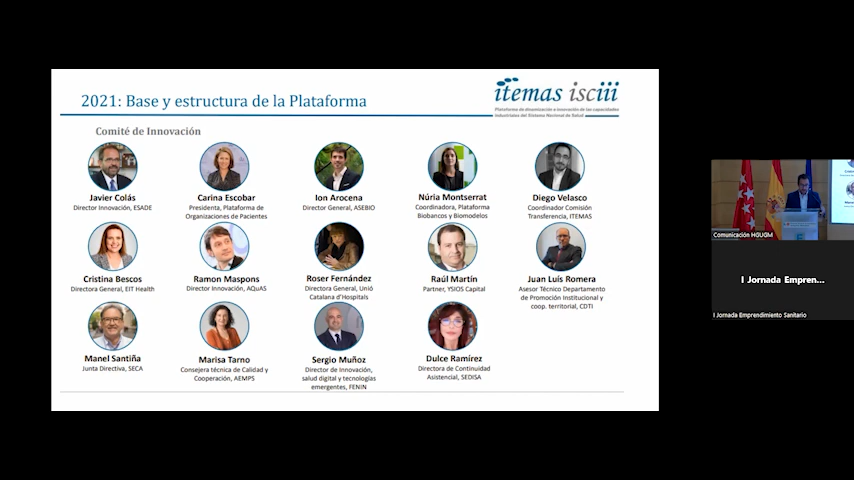 2021: Base y estructura de la Plataforma
itemas isciii
Plataforma de dinamización e innovación de las capacidades
industriales del Sistema Nacional de Salud
Comité de Innovación
Javier Colás
Director Innovación, ESADE
Carina Escobar
Presidenta, Plataforma de
Organizaciones de Pacientes
Ion Arocena
Director General, ASEBIO
Núria Montserrat
Coordinadora, Plataforma
Biobancos y Biomodelos
Diego Velasco
Coordinador Comisión
Transferencia, ITEMAS
Cristina Bescos
Directora General, EIT Health
Ramon Maspons
Director Innovación, AQuAS
Roser Fernández
Directora General, Unió
Catalana d'Hospitals
Raúl Martín
Partner, YSIOS Capital
Juan Luís Romera
Asesor Técnico Departamento
de Promoción Institucional y
coop. territorial, CDTI
Manel Santiña
Junta Directiva, SECA
Marisa Tarno
Consejera técnica de Calidad y
Cooperación, AEMPS
Sergio Muñoz
Director de Innovación,
salud digital y tecnologías
emergentes, FENIN
Dulce Ramírez
Directora de Continuidad
Asistencial, SEDISA
Comunicación HGUGM
I Jornada Empren...
I Jornada Emprendimiento Sanitario